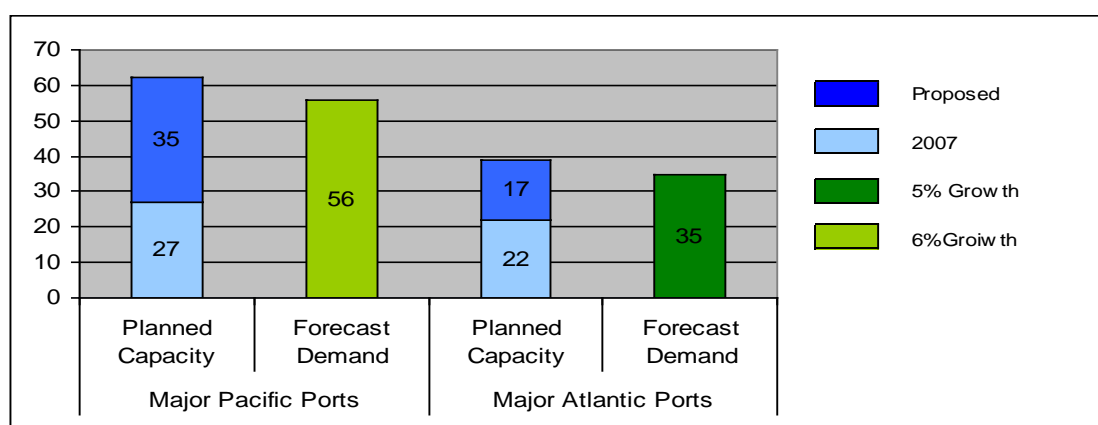 70
60
50
40
30
20
10
0
35
27
56
17
22
35
Planned
Capacity
Forecast
Demand
Planned
Capacity
Forecast
Demand
Major Pacific Ports
Major Atlantic Ports
Proposed
2007
5% Grow th
6%Groiw th